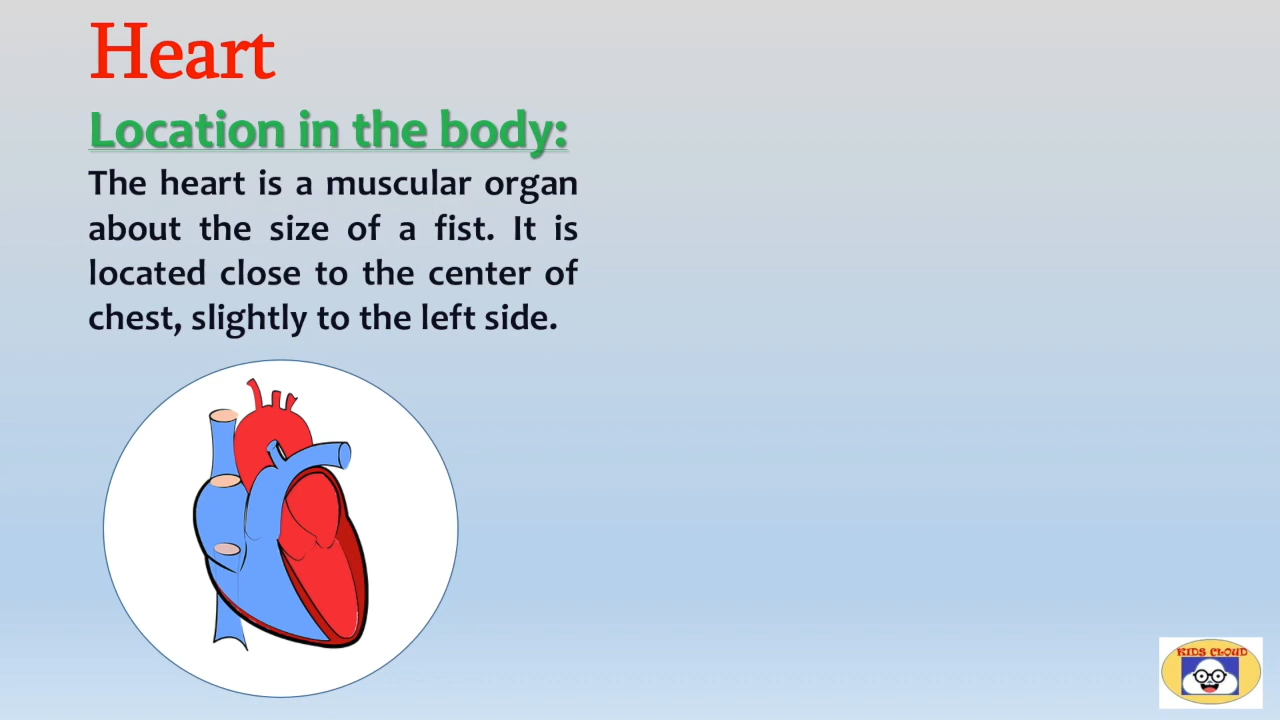 Heart
Location in the body:
The heart is a muscular organ
about the size of a fist. It is
located close to the center of
chest, slightly to the left side.
KIDS CLOUD